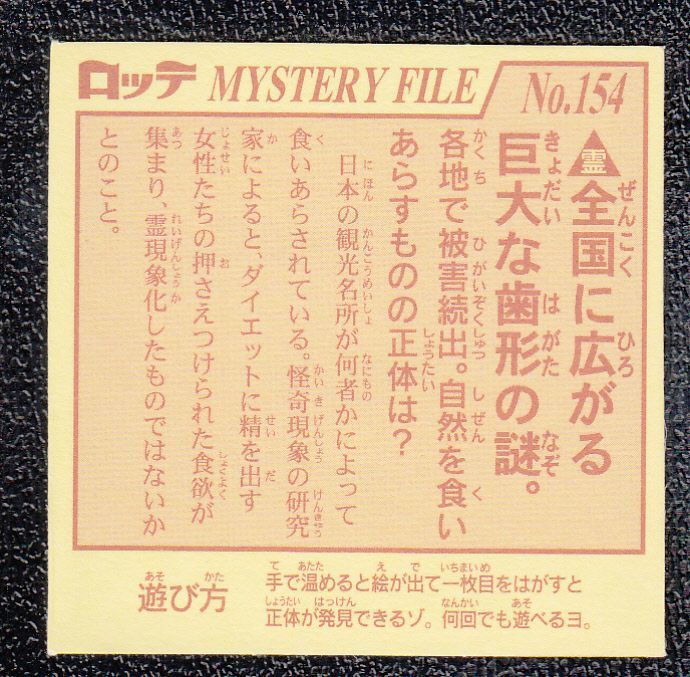 ロッテ MYSTERY FILE No.154
霊 全国に広がる
巨大な歯形の謎。
各地で被害続出。自然を食い
あらすものの正体は？
日本の観光名所が何者かによって
食いあらされている。怪奇現象の研究
家によると、ダイエットに精を出す
女性たちの押さえつけられた食欲が
集まり、霊現象化したものではないか
とのこと。
遊び方
手で温めると絵が出て一枚目をはがすと
正体が発見できるゾ。何回でも遊べるヨ。